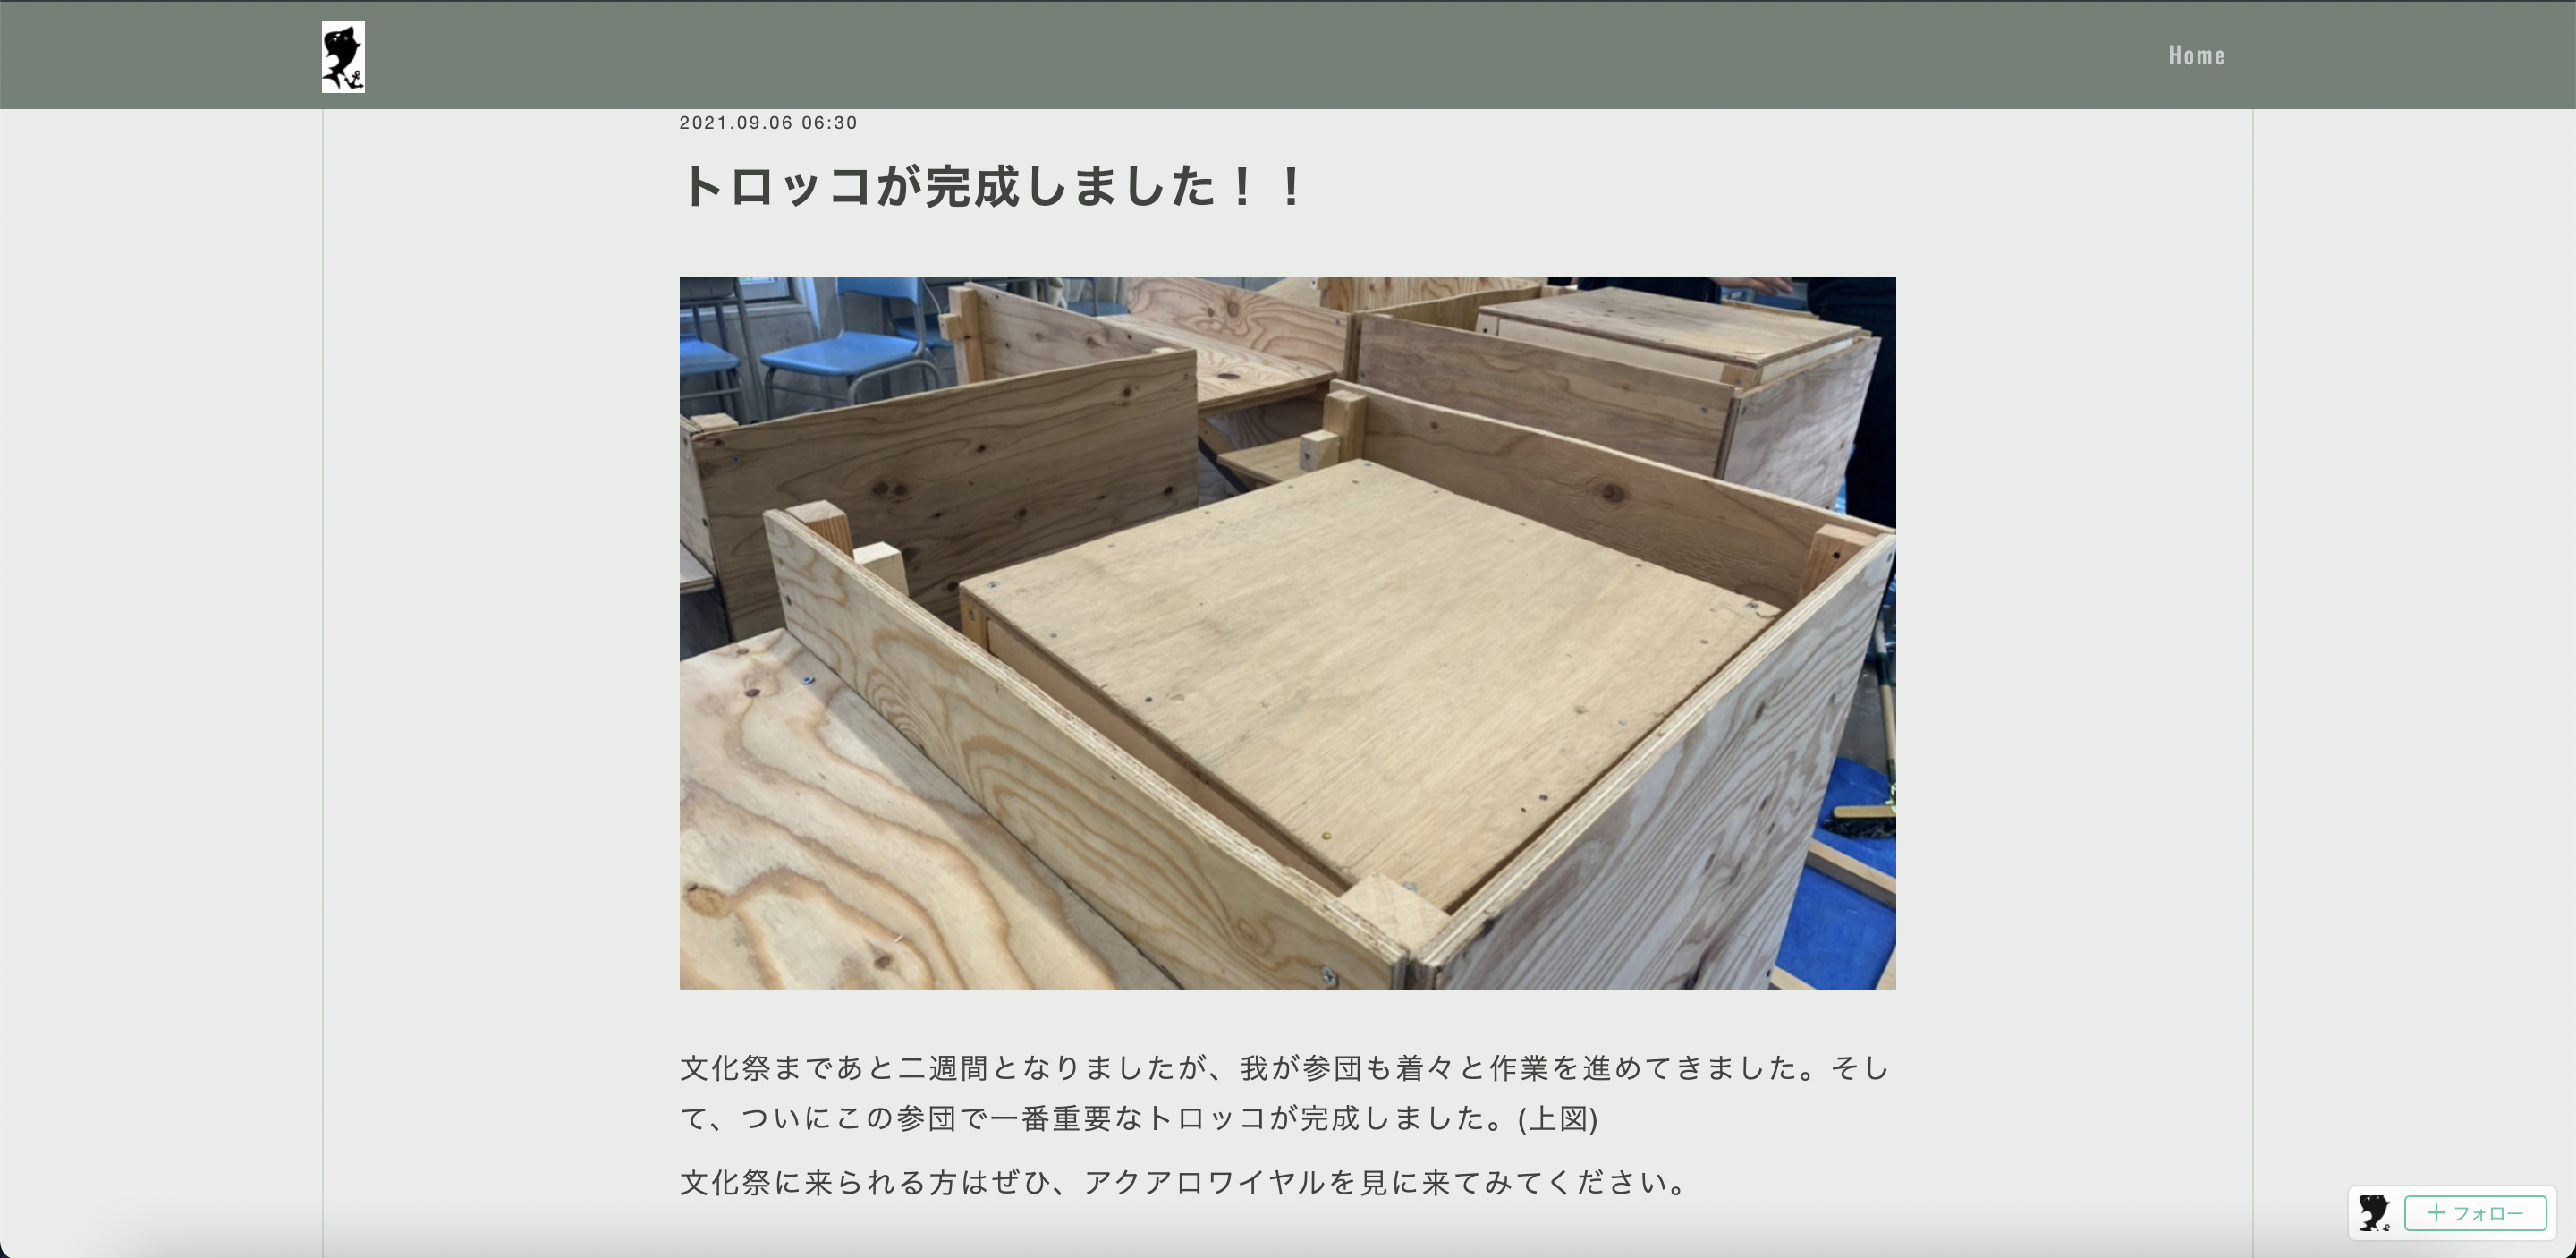 Home
2021.09.06 06:30
トロッコが完成しました！！
文化祭まであと二週間となりましたが、我が参団も着々と作業を進めてきました。そし
て、ついにこの参団で一番重要なトロッコが完成しました。(上図)
文化祭に来られる方はぜひ、アクアロワイヤルを見に来てみてください。
＋フォロー